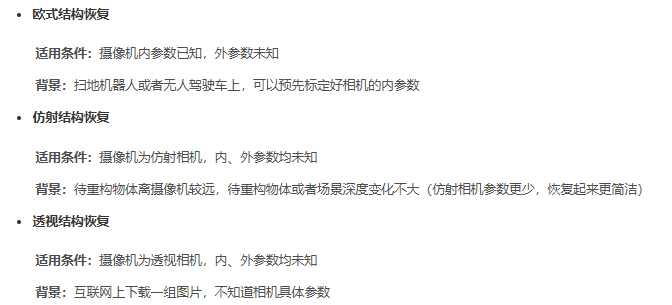 欧式结构恢复
适用条件：摄像机内参数已知，外参数未知
背景：扫地机器人或者无人驾驶车上，可以预先标定好相机的内参数
仿射结构恢复
适用条件：摄像机为仿射相机，内、外参数均未知
背景：待重构物体离摄像机较远，待重构物体或者场景深度变化不大（仿射相机参数更少，恢复起来更简洁）
透视结构恢复
适用条件：摄像机为透视相机，内、外参数均未知
背景：互联网上下载一组图片，不知道相机具体参数